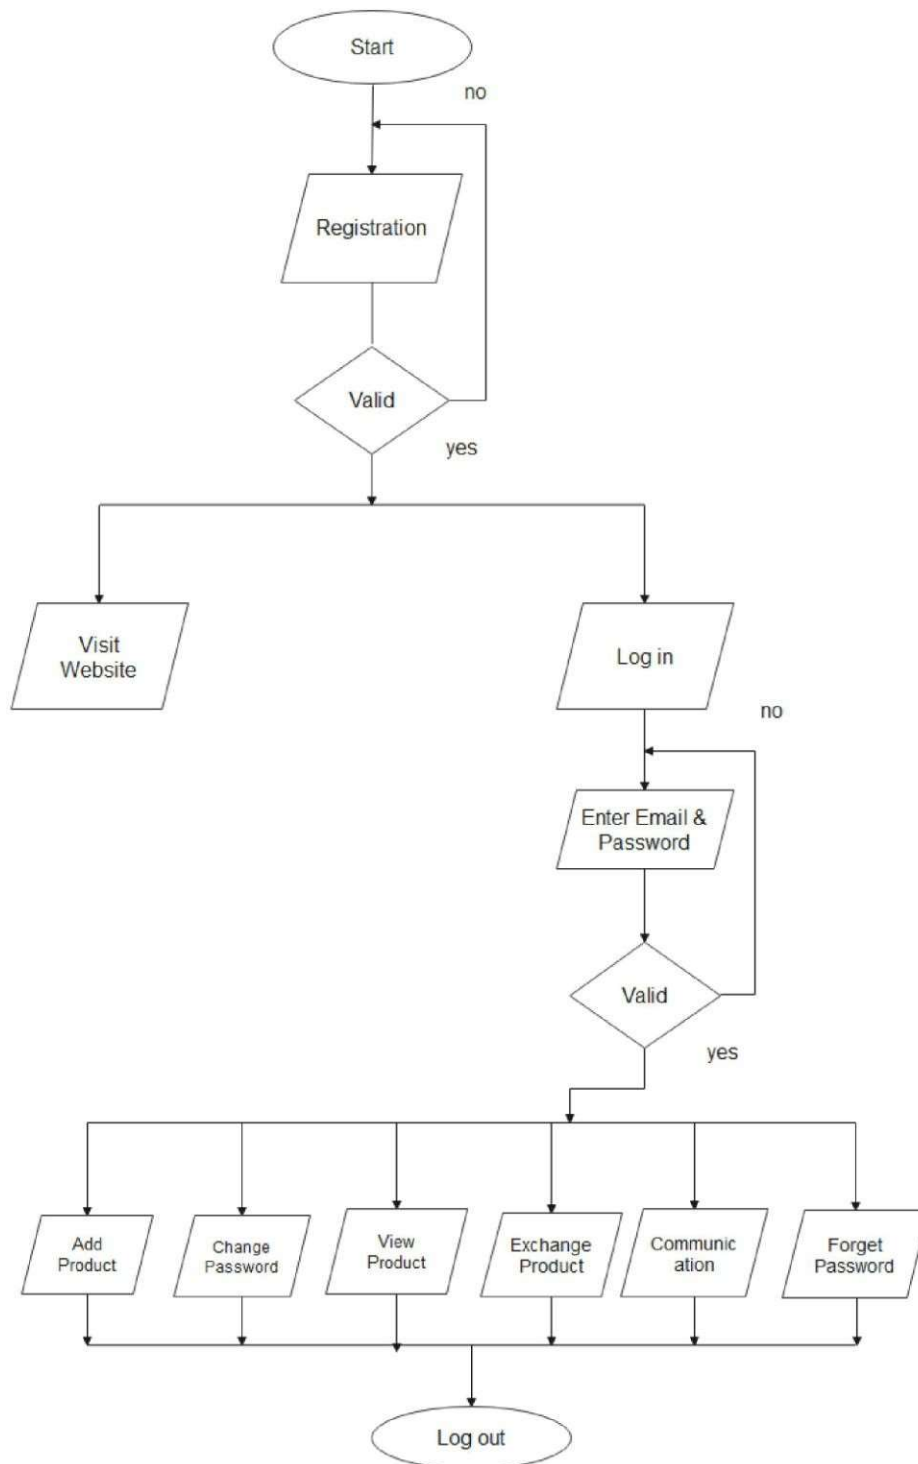 Start
no
Registration
Valid
yes
Visit
Website
Log in
no
Enter Email &
Password
Valid
yes
Add
Product
Change
Password
View
Product
Exchange
Product
Communic
ation
Forget
Password
Log out